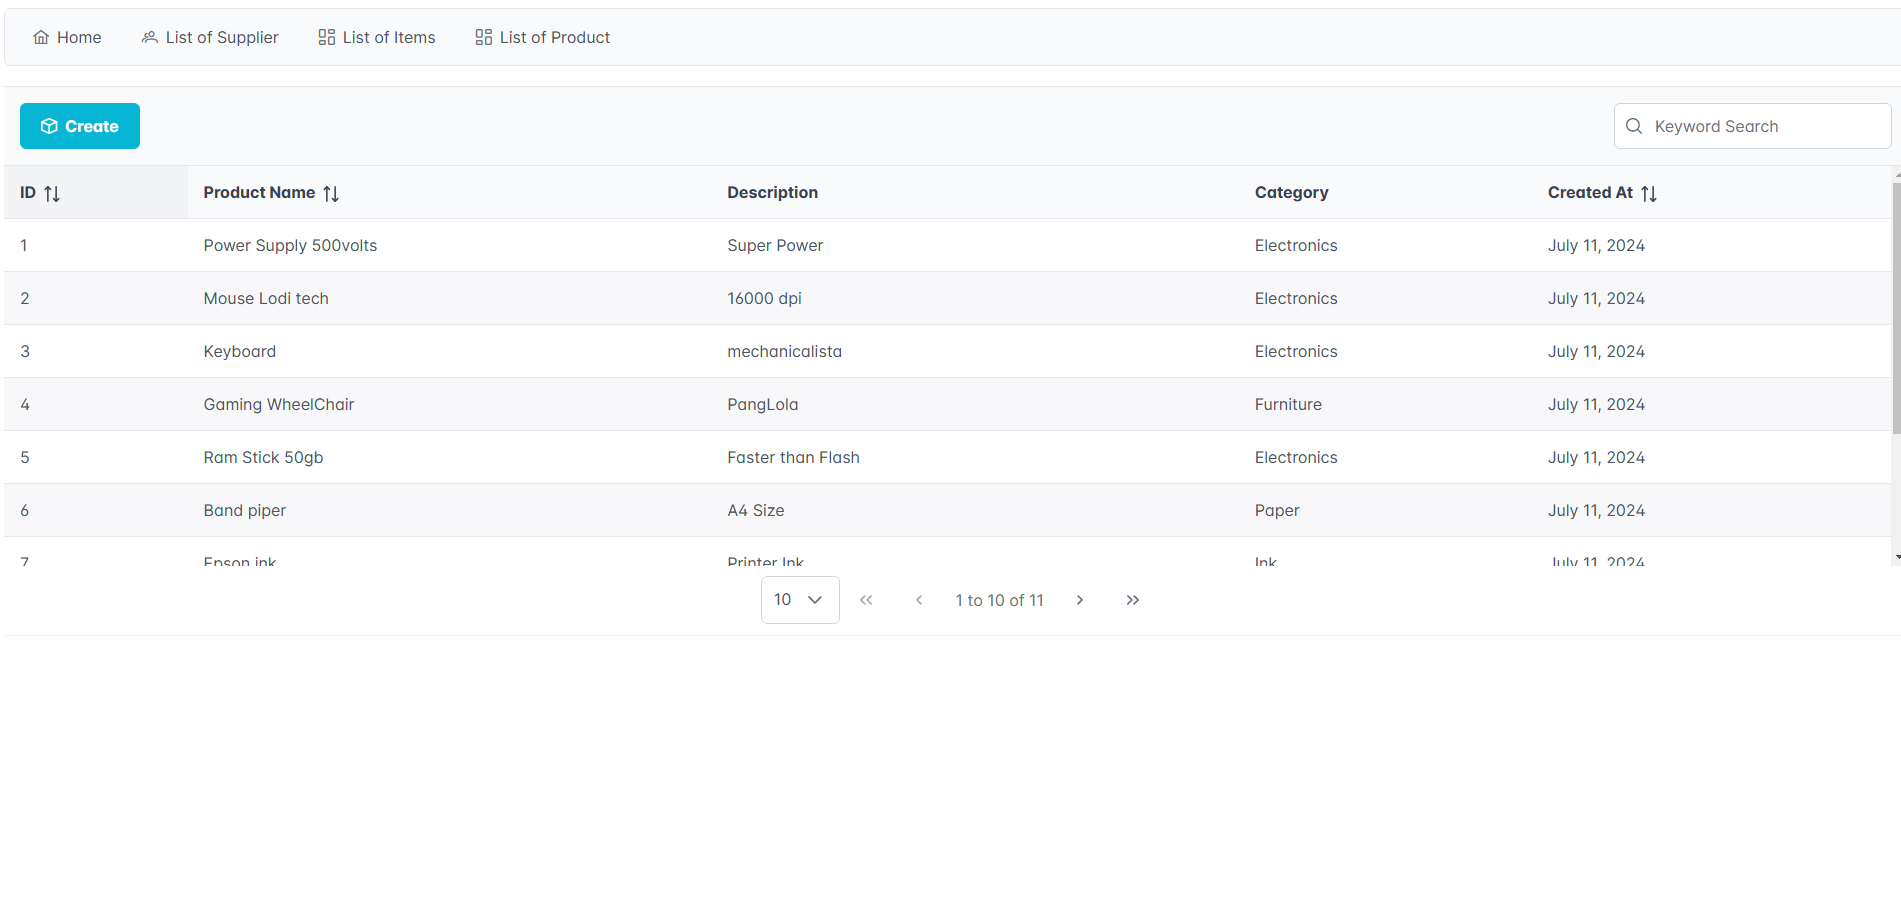 Home List of Supplier List of Items List of Product
Create Keyword Search
ID Product Name Description Category Created At
1 Power Supply 500volts Super Power Electronics July 11, 2024
2 Mouse Lodi tech 16000 dpi Electronics July 11, 2024
3 Keyboard mechanicalista Electronics July 11, 2024
4 Gaming WheelChair PangLola Furniture July 11, 2024
5 Ram Stick 50gb Faster than Flash Electronics July 11, 2024
6 Band piper A4 Size Paper July 11, 2024
7 Epson ink Printer Ink Ink July 11, 2024
10 1 to 10 of 11